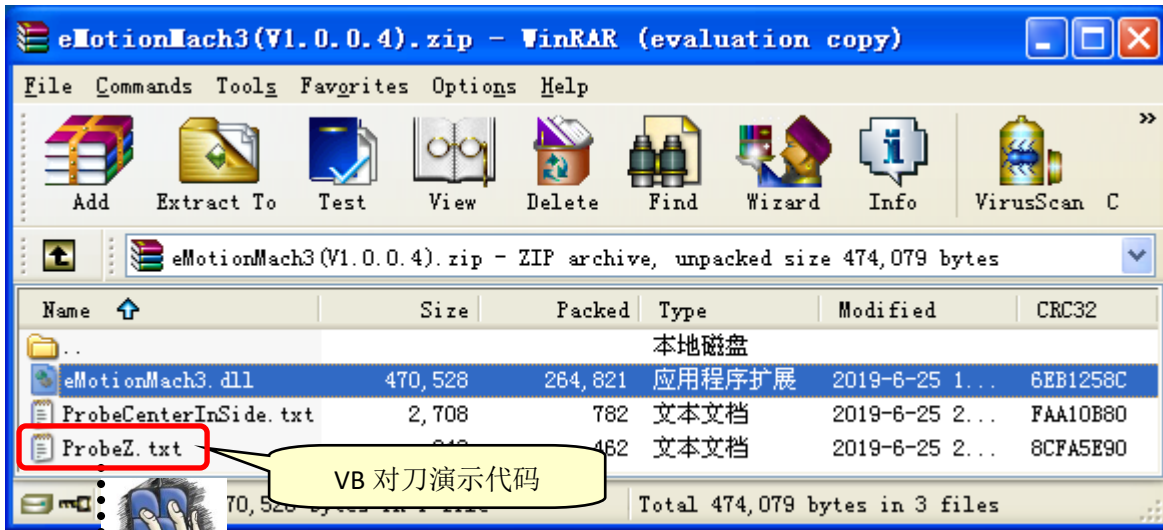 eMotionMach3(V1.0.0.4).zip - WinRAR (evaluation copy)
File Commands Tools Favorites Options Help
Add Extract To Test View Delete Find Wizard Info VirusScan C
eMotionMach3(V1.0.0.4).zip - ZIP archive, unpacked size 474,079 bytes
Name Size Packed Type Modified CRC32
.. 本地磁盘
eMotionMach3.dll 470,528 264,821 应用程序扩展 2019-6-25 1... 6EB1258C
ProbeCenterInSide.txt 2,708 782 文本文档 2019-6-25 2... FAA10B80
ProbeZ.txt 462 文本文档 2019-6-25 2... 8CFA5E90
VB 对刀演示代码
Total 474,079 bytes in 3 files